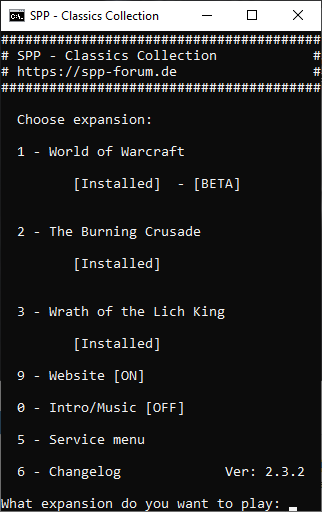 SPP - Classics Collection
########################################
# SPP - Classics Collection #
# https://spp-forum.de #
########################################
Choose expansion:
1 - World of Warcraft
[Installed] - [BETA]
2 - The Burning Crusade
[Installed]
3 - Wrath of the Lich King
[Installed]
9 - Website [ON]
0 - Intro/Music [OFF]
5 - Service menu
6 - Changelog Ver: 2.3.2
What expansion do you want to play: